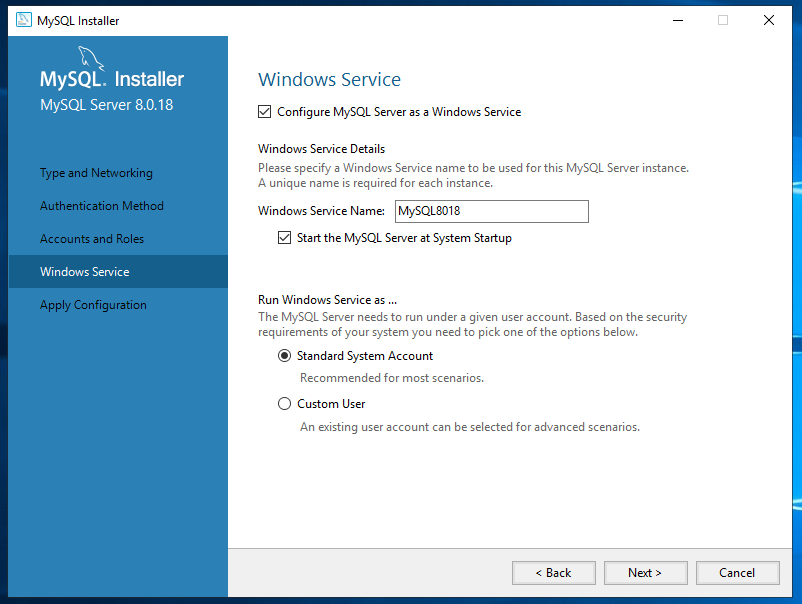 MySQL Installer
MySQL. Installer
MySQL Server 8.0.18
Type and Networking
Authentication Method
Accounts and Roles
Windows Service
Apply Configuration
Windows Service
Configure MySQL Server as a Windows Service
Windows Service Details
Please specify a Windows Service name to be used for this MySQL Server instance.
A unique name is required for each instance.
Windows Service Name: MySQL8018
Start the MySQL Server at System Startup
Run Windows Service as ...
The MySQL Server needs to run under a given user account. Based on the security
requirements of your system you need to pick one of the options below.
Standard System Account
Recommended for most scenarios.
Custom User
An existing user account can be selected for advanced scenarios.
< Back Next > Cancel